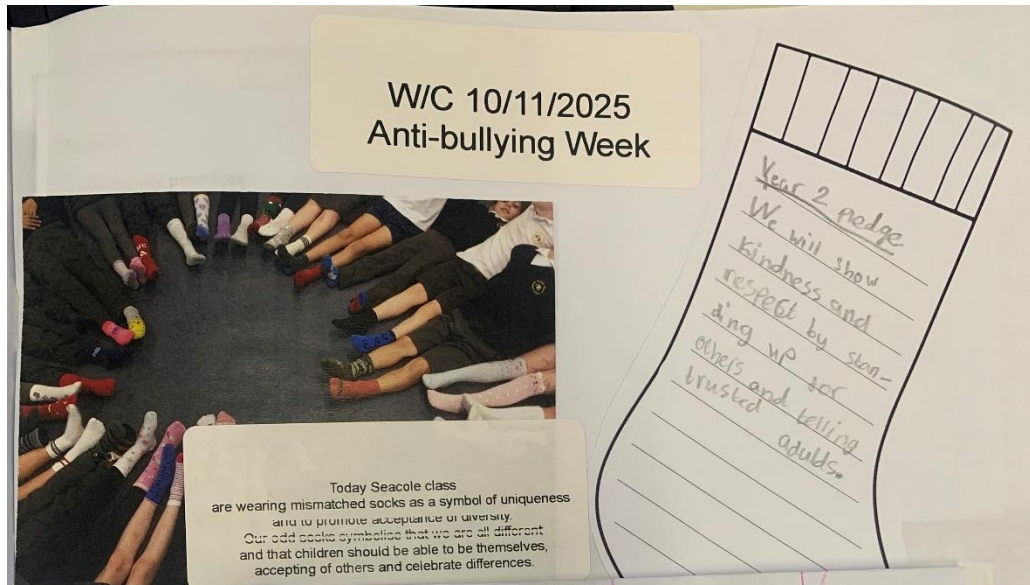 W/C 10/11/2025
Anti-bullying Week
Today Seacole class
are wearing mismatched socks as a symbol of uniqueness
and to promote acceptance of diversity.
Our odd socks symbolise that we are all different
and that children should be able to be themselves,
accepting of others and celebrate differences.
Year 2 pledge
We will show
kindness and
respect by stan-
ding up for
others and telling
trusted adulds.